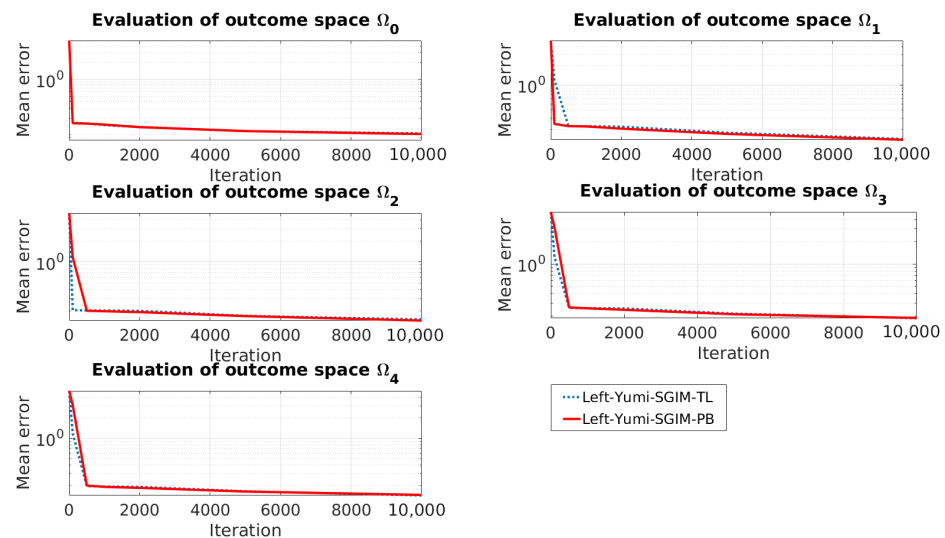 Evaluation of outcome space Ω0
Mean error
10^0
0 2000 4000 6000 8000 10,000
Iteration
Evaluation of outcome space Ω1
Mean error
10^0
0 2000 4000 6000 8000 10,000
Iteration
Evaluation of outcome space Ω2
Mean error
10^0
0 2000 4000 6000 8000 10,000
Iteration
Evaluation of outcome space Ω3
Mean error
10^0
0 2000 4000 6000 8000 10,000
Iteration
Evaluation of outcome space Ω4
Mean error
10^0
0 2000 4000 6000 8000 10,000
Iteration
Left-Yumi-SGIM-TL
Left-Yumi-SGIM-PB